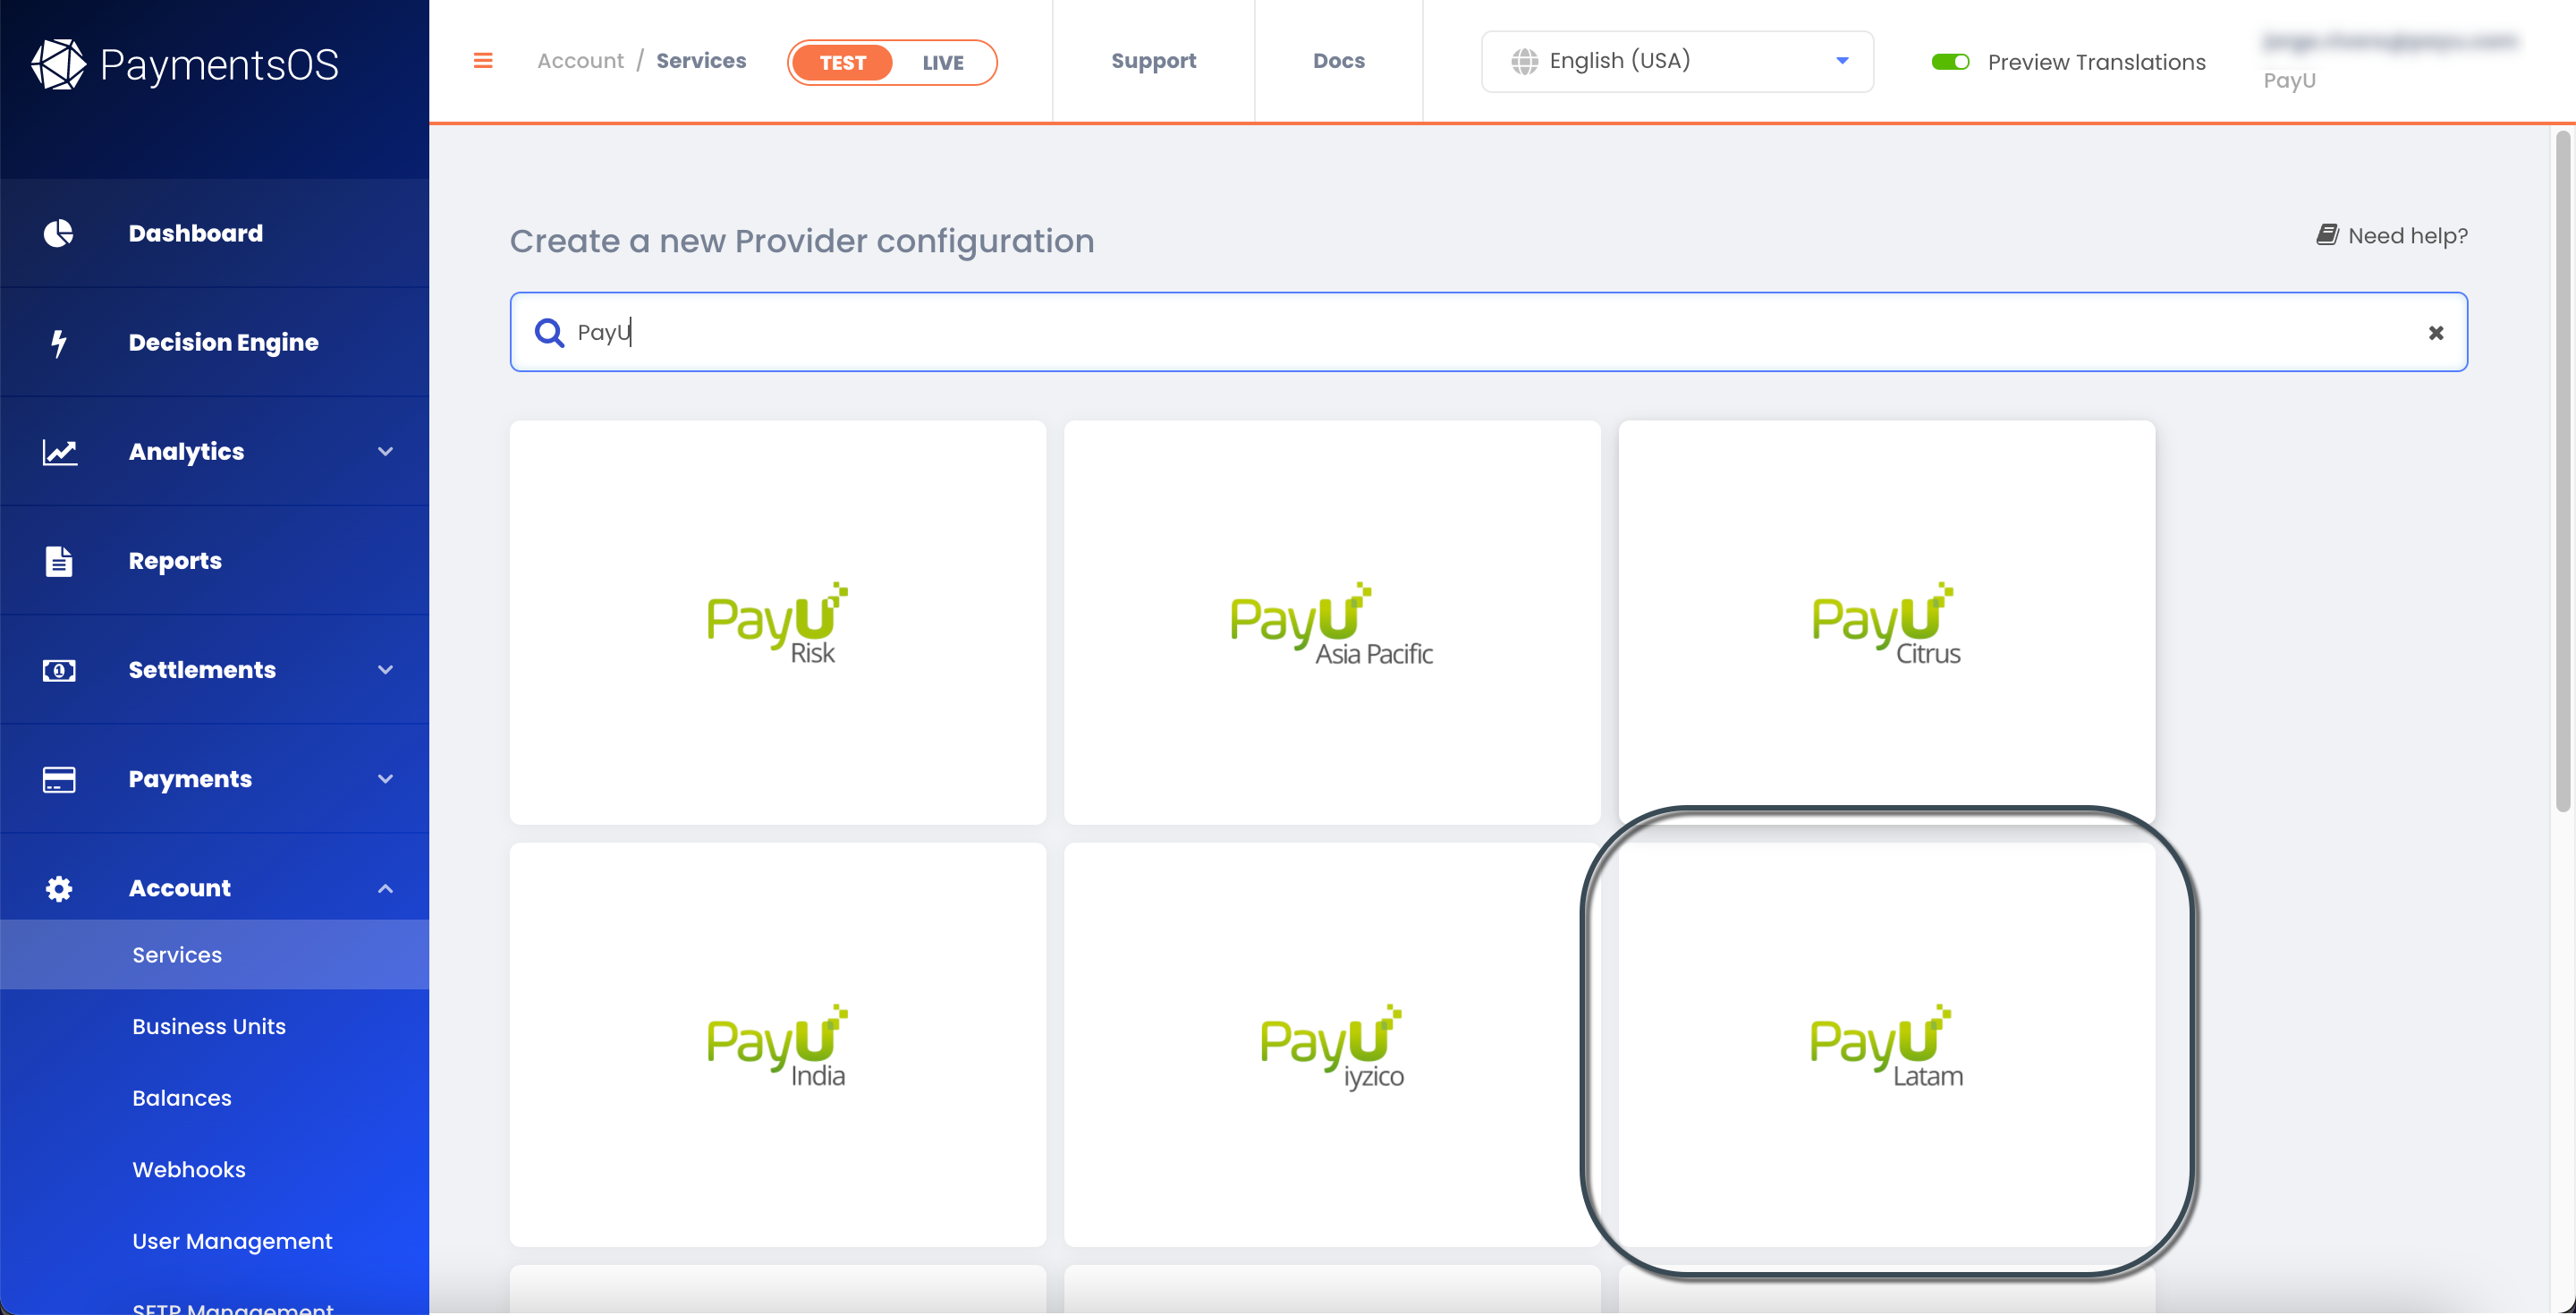 PaymentsOS
Dashboard
Decision Engine
Analytics
Reports
Settlements
Payments
Account
Services
Business Units
Balances
Webhooks
User Management
SFTP Management
Account / Services
TEST LIVE
Support
Docs
English (USA)
Preview Translations
PayU
Create a new Provider configuration
Need help?
PayU
PayU
Risk
PayU
Asia Pacific
PayU
Citrus
PayU
India
PayU
iyzico
PayU
Latam